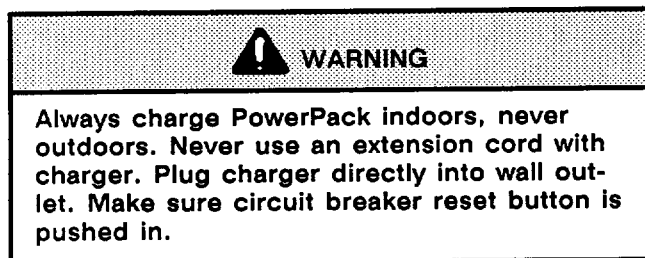 WARNING
Always charge PowerPack indoors, never
outdoors. Never use an extension cord with
charger. Plug charger directly into wall out-
let. Make sure circuit breaker reset button is
pushed in.